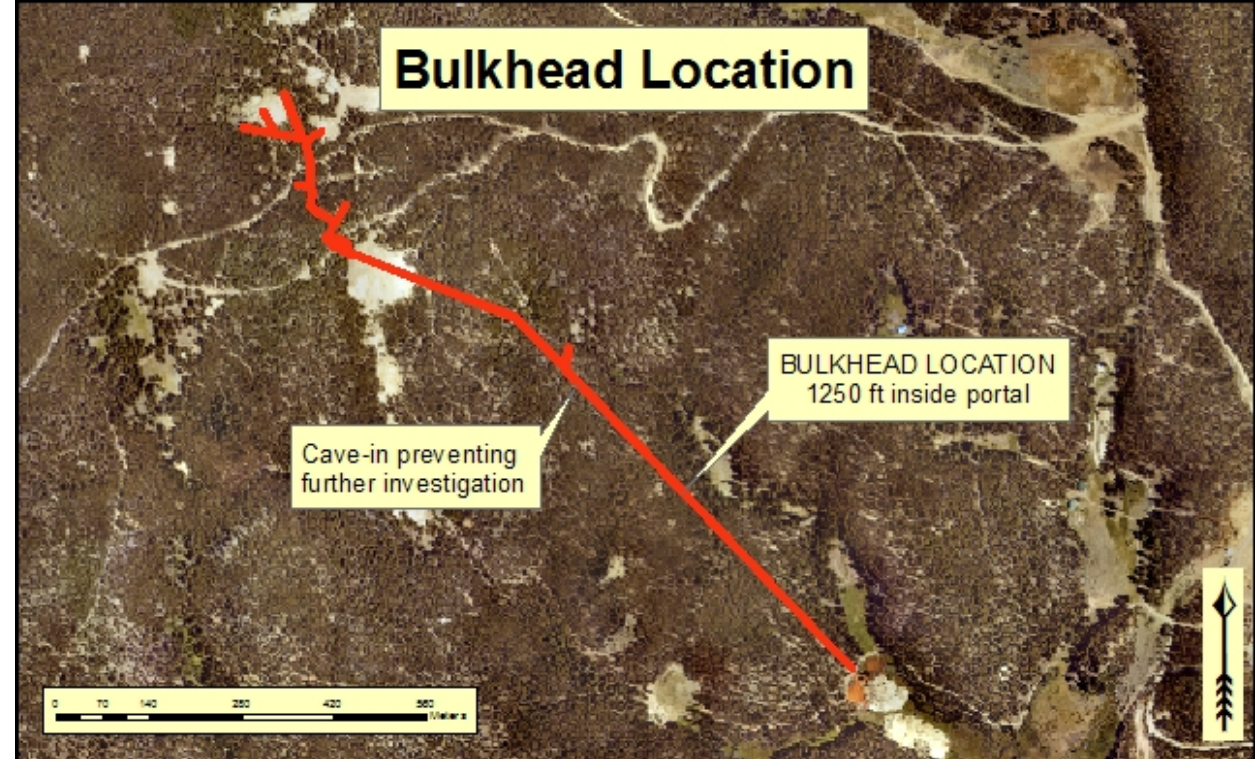 Bulkhead Location
BULKHEAD LOCATION
1250 ft inside portal
Cave-in preventing
further investigation
0 70 140 280 420 560
Meters